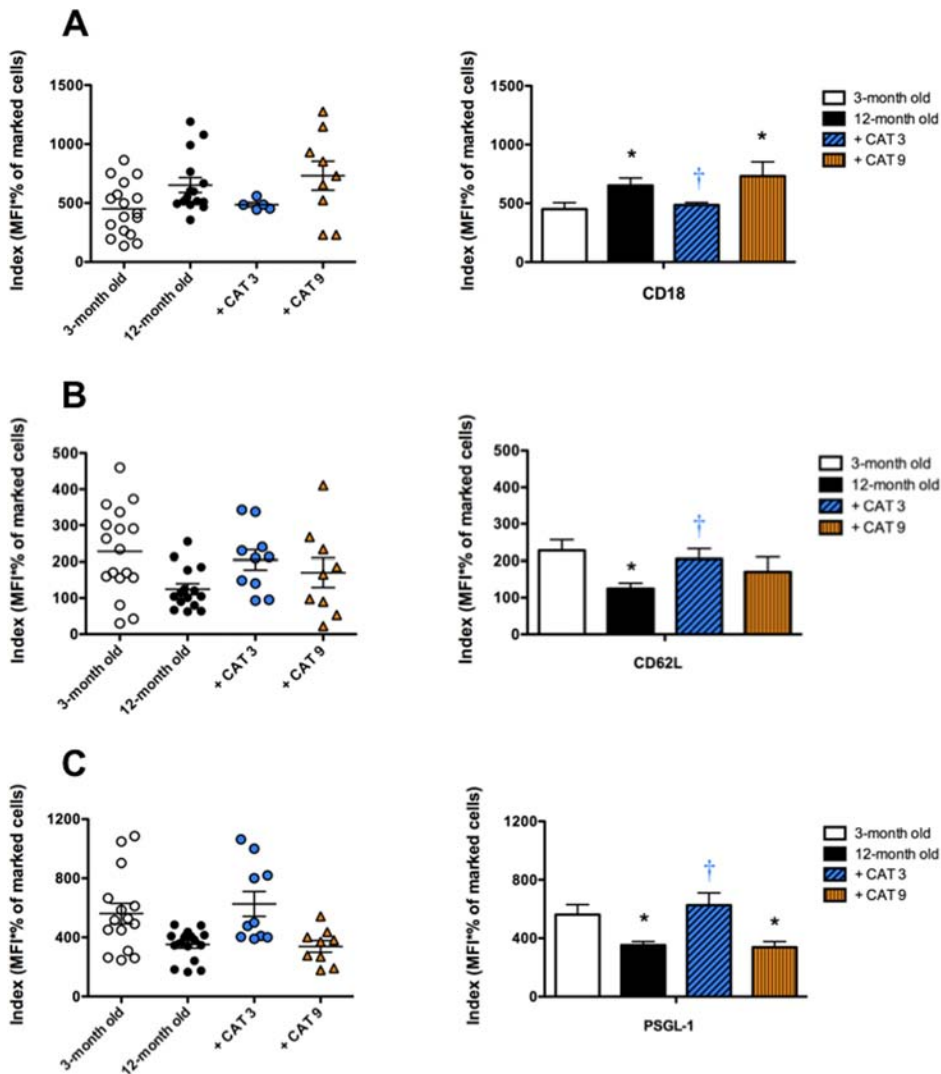 A
Index (MFI*% of marked cells)
1500
1000
500
0
3-month old
12-month old
+ CAT 3
+ CAT 9
Index (MFI*% of marked cells)
1500
1000
500
0
*
†
*
CD18
3-month old
12-month old
+ CAT 3
+ CAT 9
B
Index (MFI*% of marked cells)
500
400
300
200
100
0
3-month old
12-month old
+ CAT 3
+ CAT 9
Index (MFI*% of marked cells)
500
400
300
200
100
0
*
†
CD62L
3-month old
12-month old
+ CAT 3
+ CAT 9
C
Index (MFI*% of marked cells)
1200
800
400
0
3-month old
12-month old
+ CAT 3
+ CAT 9
Index (MFI*% of marked cells)
1200
800
400
0
*
†
*
PSGL-1
3-month old
12-month old
+ CAT 3
+ CAT 9